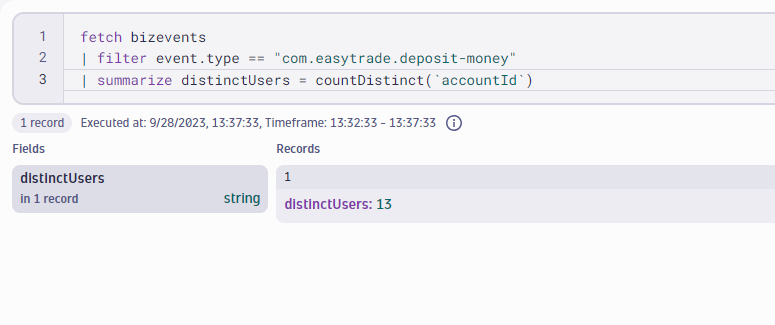 1 fetch bizevents
2 | filter event.type == "com.easytrade.deposit-money"
3 | summarize distinctUsers = countDistinct(`accountId`)
1 record Executed at: 9/28/2023, 13:37:33, Timeframe: 13:32:33 – 13:37:33
Fields Records
distinctUsers 1
in 1 record string distinctUsers: 13